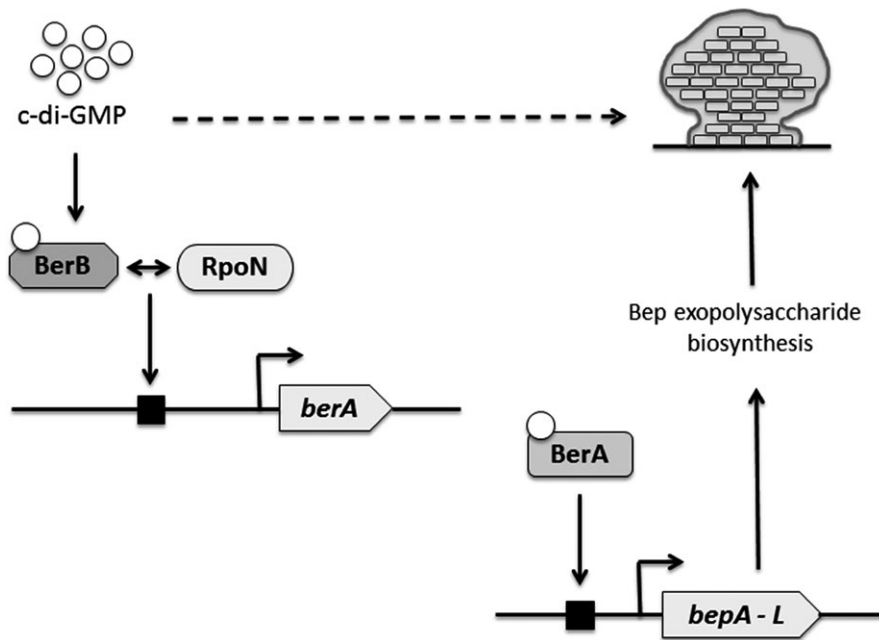 c-di-GMP
BerB
RpoN
berA
Bep exopolysaccharide
biosynthesis
BerA
bepA - L